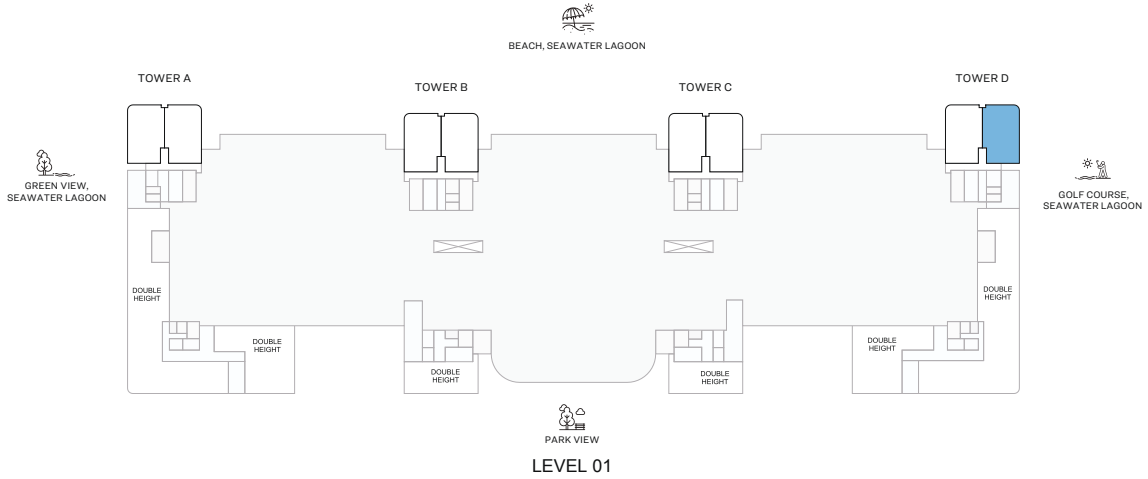 BEACH, SEAWATER LAGOON
TOWER A
TOWER B
TOWER C
TOWER D
GREEN VIEW,
SEAWATER LAGOON
GOLF COURSE,
SEAWATER LAGOON
DOUBLE
HEIGHT
DOUBLE
HEIGHT
DOUBLE
HEIGHT
DOUBLE
HEIGHT
DOUBLE
HEIGHT
DOUBLE
HEIGHT
PARK VIEW
LEVEL 01